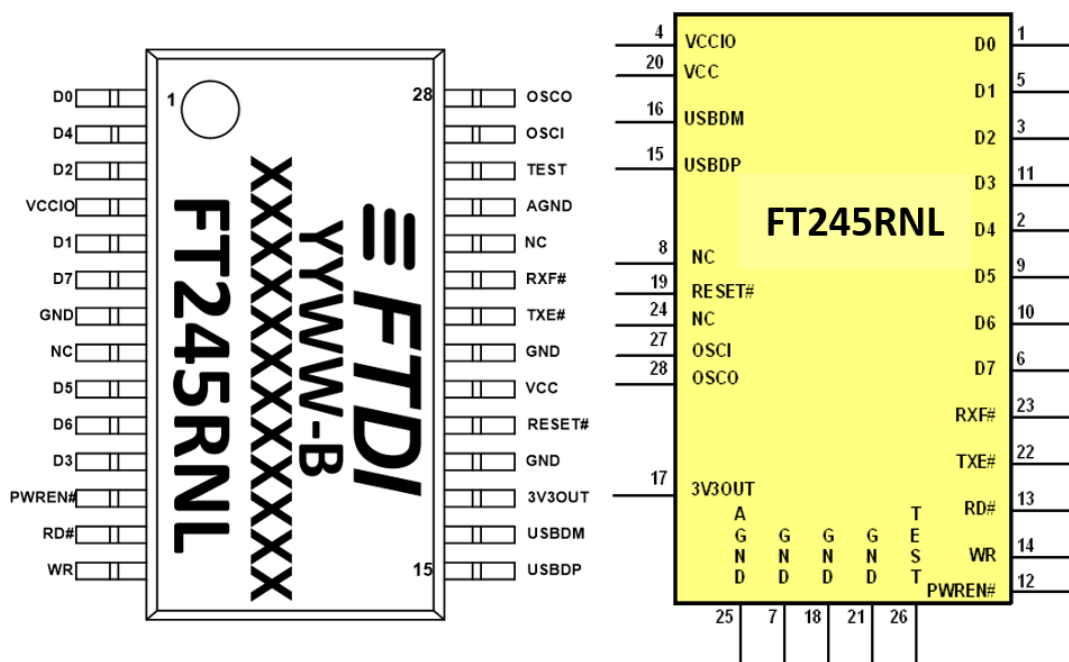 D0
D4
D2
VCCIO
D1
D7
GND
NC
D5
D6
D3
PWREN#
RD#
WR
1
28
15
FT245RNL
XXXXXXXXXXXX
YYWW-B
FTDI
OSCO
OSCI
TEST
AGND
NC
RXF#
TXE#
GND
VCC
RESET#
GND
3V3OUT
USBDM
USBDP
4 VCCIO
20 VCC
16 USBDM
15 USBDP
8 NC
19 RESET#
24 NC
27 OSCI
28 OSCO
17 3V3OUT
FT245RNL
D0 1
D1 5
D2 3
D3 11
D4 2
D5 9
D6 10
D7 6
RXF# 23
TXE# 22
RD# 13
WR 14
PWREN# 12
AGND
GND
GND
GND
TEST
25 7 18 21 26